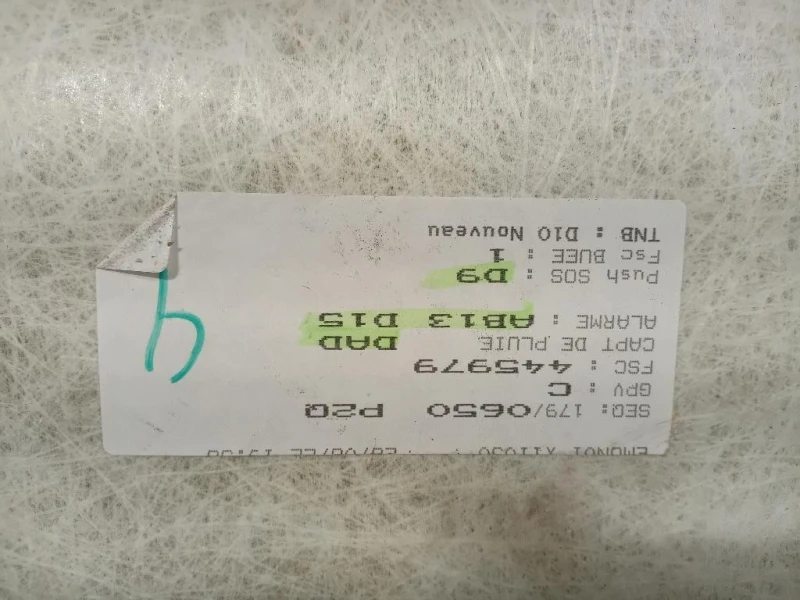 SEQ: 179/0650 P2Q
GPV : C
FSC : 445979
CAPT DE PLUIE DAD
ALARME : AB13 D15
Push SOS : D9
Fsc BUEE : 1
TNB : D10 Nouveau